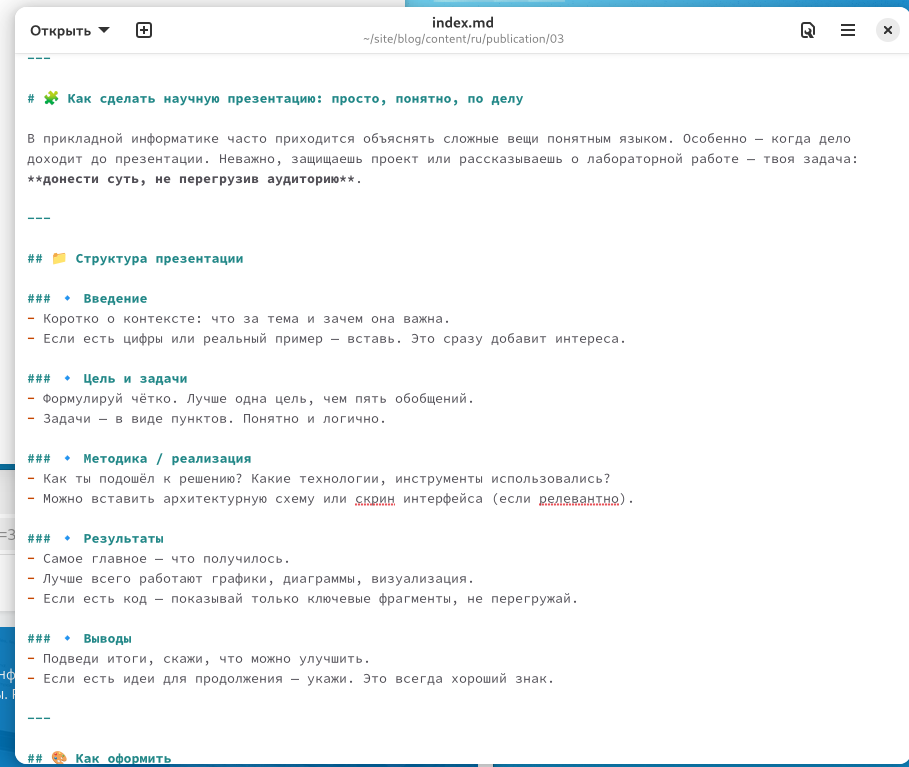 Открыть
index.md
~/site/blog/content/ru/publication/03
---
# 🧩 Как сделать научную презентацию: просто, понятно, по делу
В прикладной информатике часто приходится объяснять сложные вещи понятным языком. Особенно — когда дело
доходит до презентации. Неважно, защищаешь проект или рассказываешь о лабораторной работе — твоя задача:
**донести суть, не перегрузив аудиторию**.
---
## 📁 Структура презентации
### 🔹 Введение
- Коротко о контексте: что за тема и зачем она важна.
- Если есть цифры или реальный пример — вставь. Это сразу добавит интереса.
### 🔹 Цель и задачи
- Формулируй чётко. Лучше одна цель, чем пять обобщений.
- Задачи — в виде пунктов. Понятно и логично.
### 🔹 Методика / реализация
- Как ты подошёл к решению? Какие технологии, инструменты использовались?
- Можно вставить архитектурную схему или скрин интерфейса (если релевантно).
### 🔹 Результаты
- Самое главное — что получилось.
- Лучше всего работают графики, диаграммы, визуализация.
- Если есть код — показывай только ключевые фрагменты, не перегружай.
### 🔹 Выводы
- Подведи итоги, скажи, что можно улучшить.
- Если есть идеи для продолжения — укажи. Это всегда хороший знак.
---
## 🎨 Как оформить